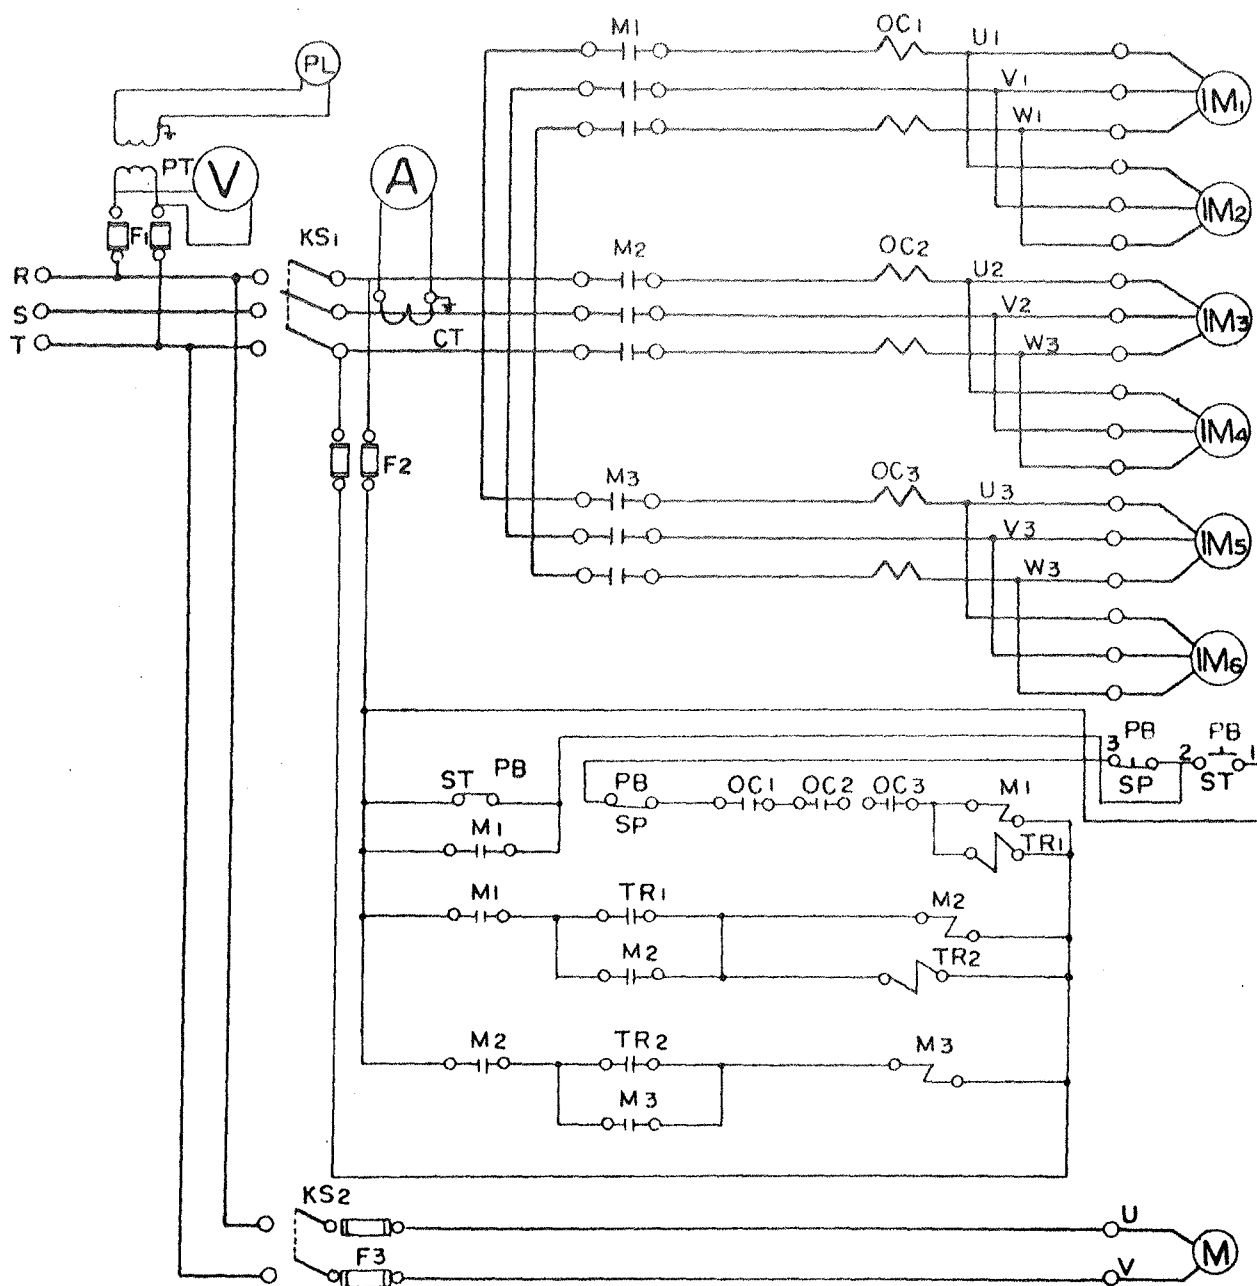 M1
OC1
U1
V1
W1
IM1
PL
PT
V
A
F1
KS1
IM2
R
S
T
CT
M2
OC2
U2
V2
W3
IM3
IM4
F2
M3
OC3
U3
V3
W3
IM5
IM6
3 PB 2 PB 1
SP ST
ST PB
PB
SP
OC1 OC2 OC3
M1
M1
TR1
M1
TR1
M2
M2
TR2
M2
TR2
M3
M3
KS2
F3
U
V
M